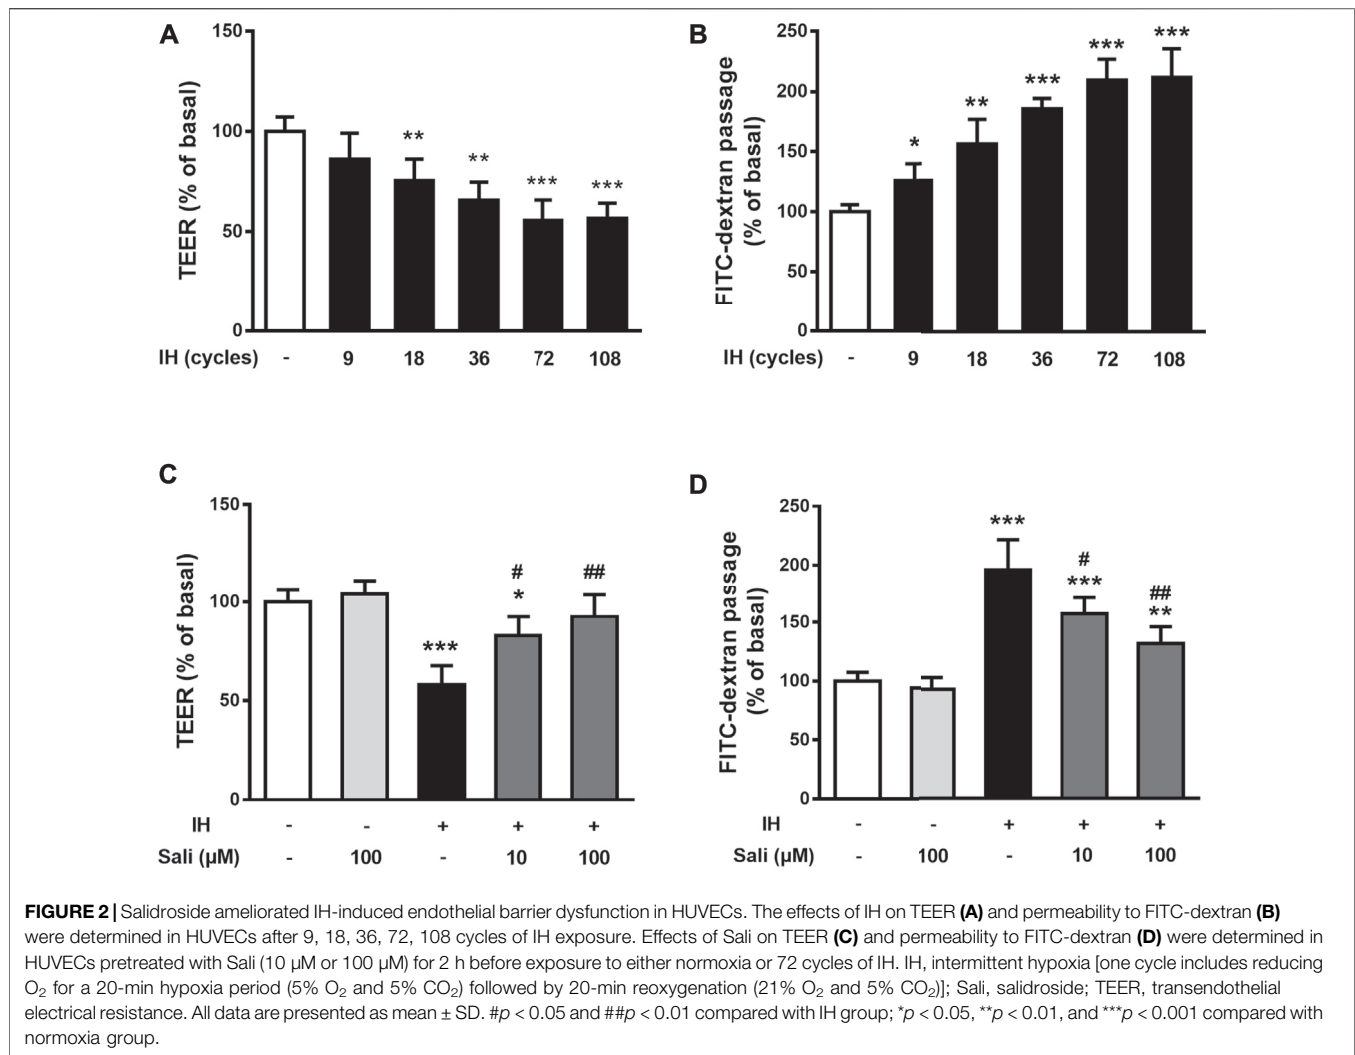 A
150
100
50
0
TEER (% of basal)
**
**
***
***
IH (cycles) - 9 18 36 72 108
B
250
200
150
100
50
0
FITC-dextran passage
(% of basal)
*
**
***
***
***
IH (cycles) - 9 18 36 72 108
C
150
100
50
0
TEER (% of basal)
***
#
*
##
IH - - + + +
Sali (µM) - 100 - 10 100
D
250
200
150
100
50
0
FITC-dextran passage
(% of basal)
***
#
***
##
**
IH - - + + +
Sali (µM) - 100 - 10 100
FIGURE 2 | Salidroside ameliorated IH-induced endothelial barrier dysfunction in HUVECs. The effects of IH on TEER (A) and permeability to FITC-dextran (B)
were determined in HUVECs after 9, 18, 36, 72, 108 cycles of IH exposure. Effects of Sali on TEER (C) and permeability to FITC-dextran (D) were determined in
HUVECs pretreated with Sali (10 µM or 100 µM) for 2 h before exposure to either normoxia or 72 cycles of IH. IH, intermittent hypoxia [one cycle includes reducing
O₂ for a 20-min hypoxia period (5% O₂ and 5% CO₂) followed by 20-min reoxygenation (21% O₂ and 5% CO₂)]; Sali, salidroside; TEER, transendothelial
electrical resistance. All data are presented as mean ± SD. #p < 0.05 and ##p < 0.01 compared with IH group; *p < 0.05, **p < 0.01, and ***p < 0.001 compared with
normoxia group.